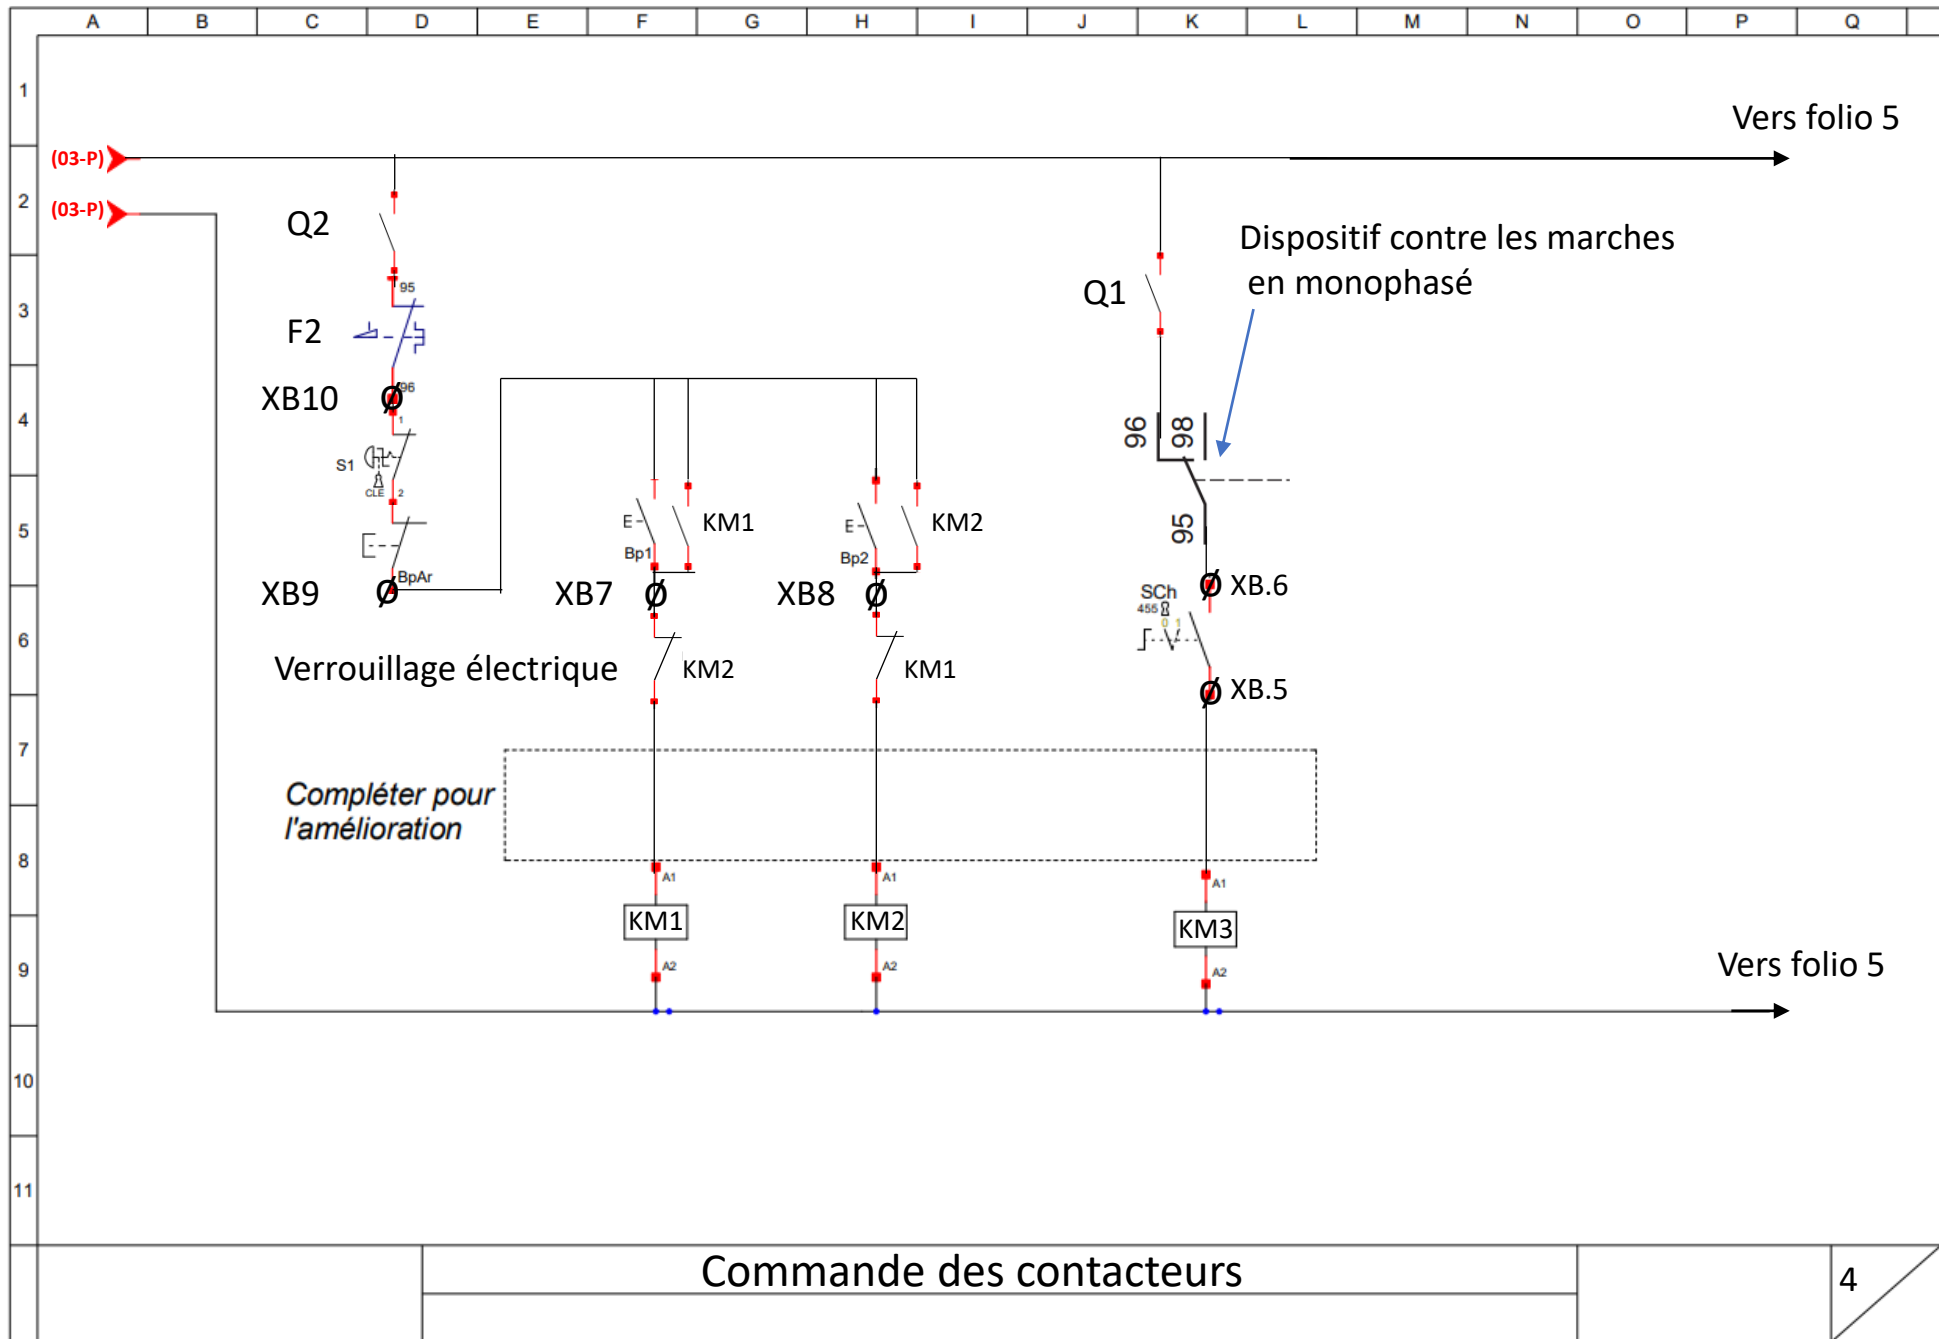 A B C D E F G H I J K L M N O P Q
1
Vers folio 5
(03-P)
2
(03-P)
Q2
Dispositif contre les marches
en monophasé
Q1
3
95
F2
XB10
96
4
1
96
98
S1
CLE
2
5
E
KM1
E
KM2
95
Bp1
Bp2
BpAr
XB9
XB7
XB8
SCh
XB.6
455
0 1
6
Verrouillage électrique
KM2
KM1
XB.5
7
Compléter pour
l'amélioration
8
A1
A1
A1
KM1
KM2
KM3
9
A2
A2
A2
Vers folio 5
10
11
Commande des contacteurs
4